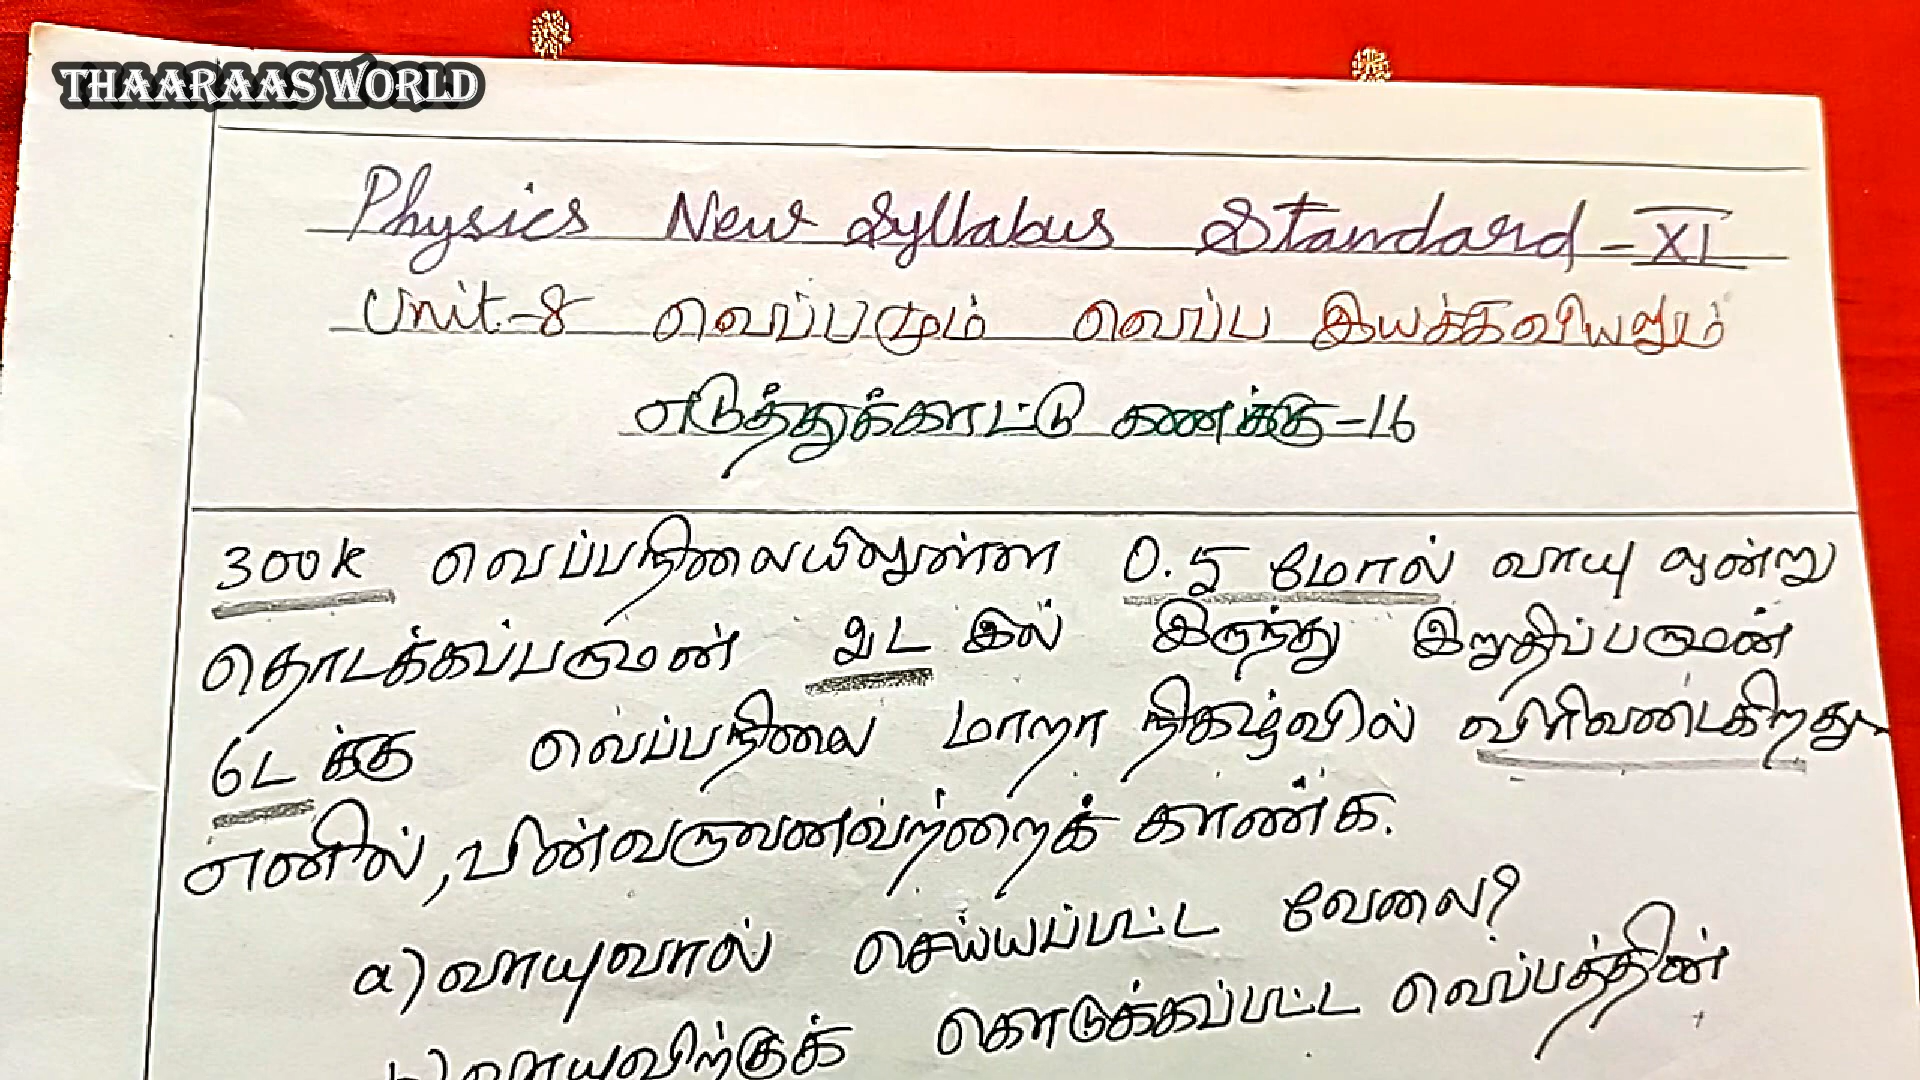 THAARAAS WORLD
Physics New Syllabus Standard - XI
Unit-8 வெப்பமும் வெப்ப இயக்கவியலும்
எடுத்துக்காட்டு கணக்கு-16
300k வெப்பநிலையிலுள்ள 0.5 மோல் வாயு ஒன்று
தொடக்கப்பருமன் 2L இல் இருந்து இறுதிப்பருமன்
6L க்கு வெப்பநிலை மாறா நிகழ்வில் விரிவடைகிறது
எனில், பின்வருவனவற்றைக் காண்க.
a) வாயுவால் செய்யப்பட்ட வேலை?
b) வாயுவிற்குக் கொடுக்கப்பட்ட வெப்பத்தின்